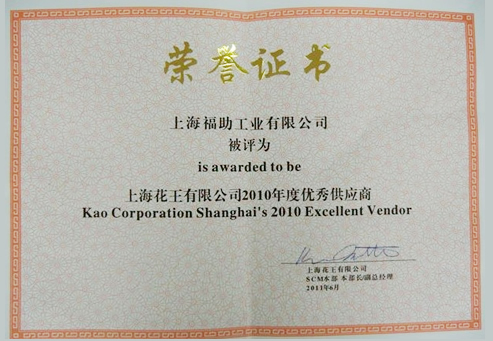 荣誉证书
上海福助工业有限公司
被评为
is awarded to be
上海花王有限公司2010年度优秀供应商
Kao Corporation Shanghai's 2010 Excellent Vendor
上海花王有限公司
SCM本部 本部长/副总经理
2011年6月